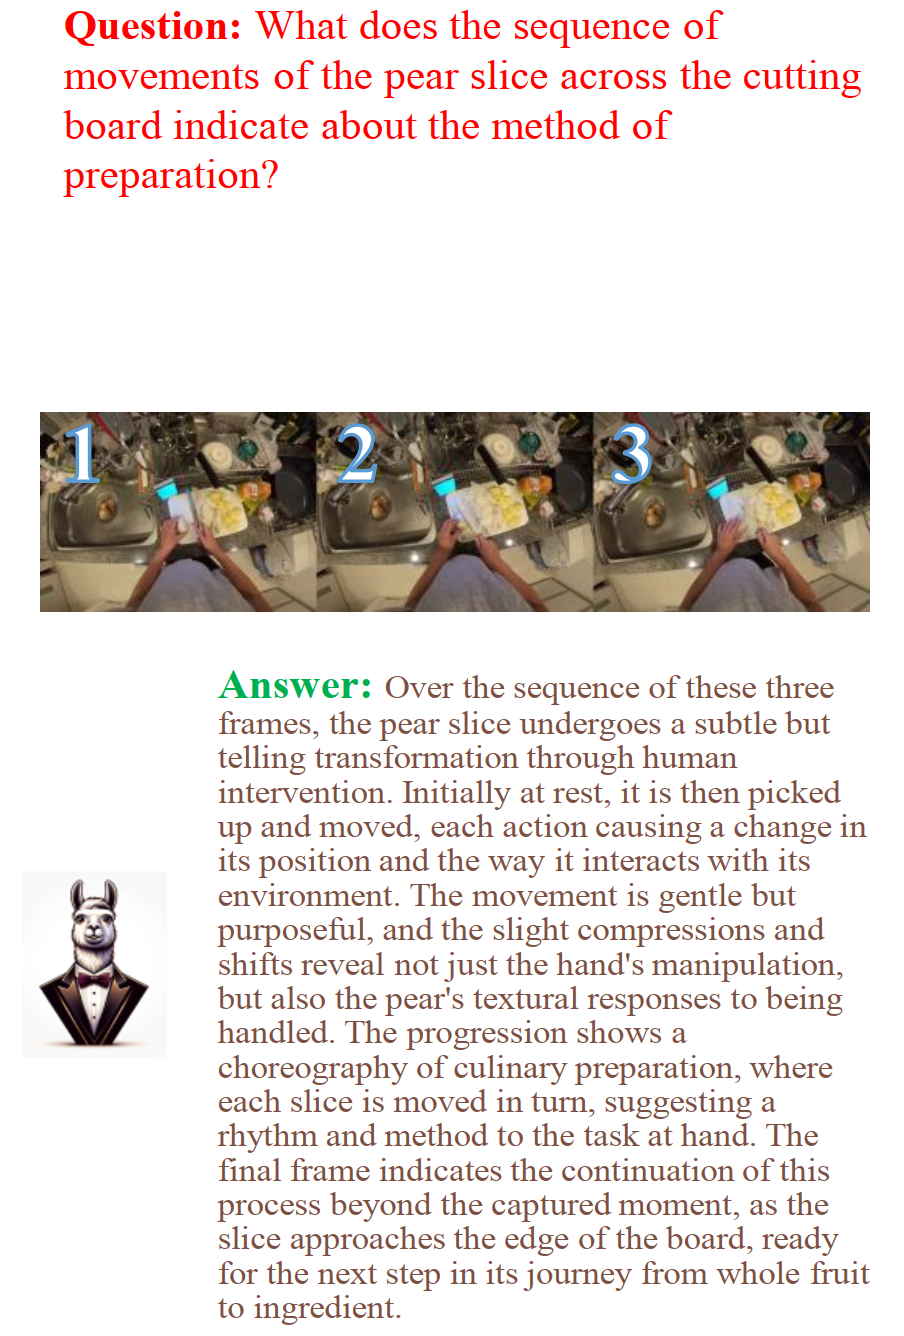 Question: What does the sequence of
movements of the pear slice across the cutting
board indicate about the method of
preparation?
1 2 3
Answer: Over the sequence of these three
frames, the pear slice undergoes a subtle but
telling transformation through human
intervention. Initially at rest, it is then picked
up and moved, each action causing a change in
its position and the way it interacts with its
environment. The movement is gentle but
purposeful, and the slight compressions and
shifts reveal not just the hand's manipulation,
but also the pear's textural responses to being
handled. The progression shows a
choreography of culinary preparation, where
each slice is moved in turn, suggesting a
rhythm and method to the task at hand. The
final frame indicates the continuation of this
process beyond the captured moment, as the
slice approaches the edge of the board, ready
for the next step in its journey from whole fruit
to ingredient.